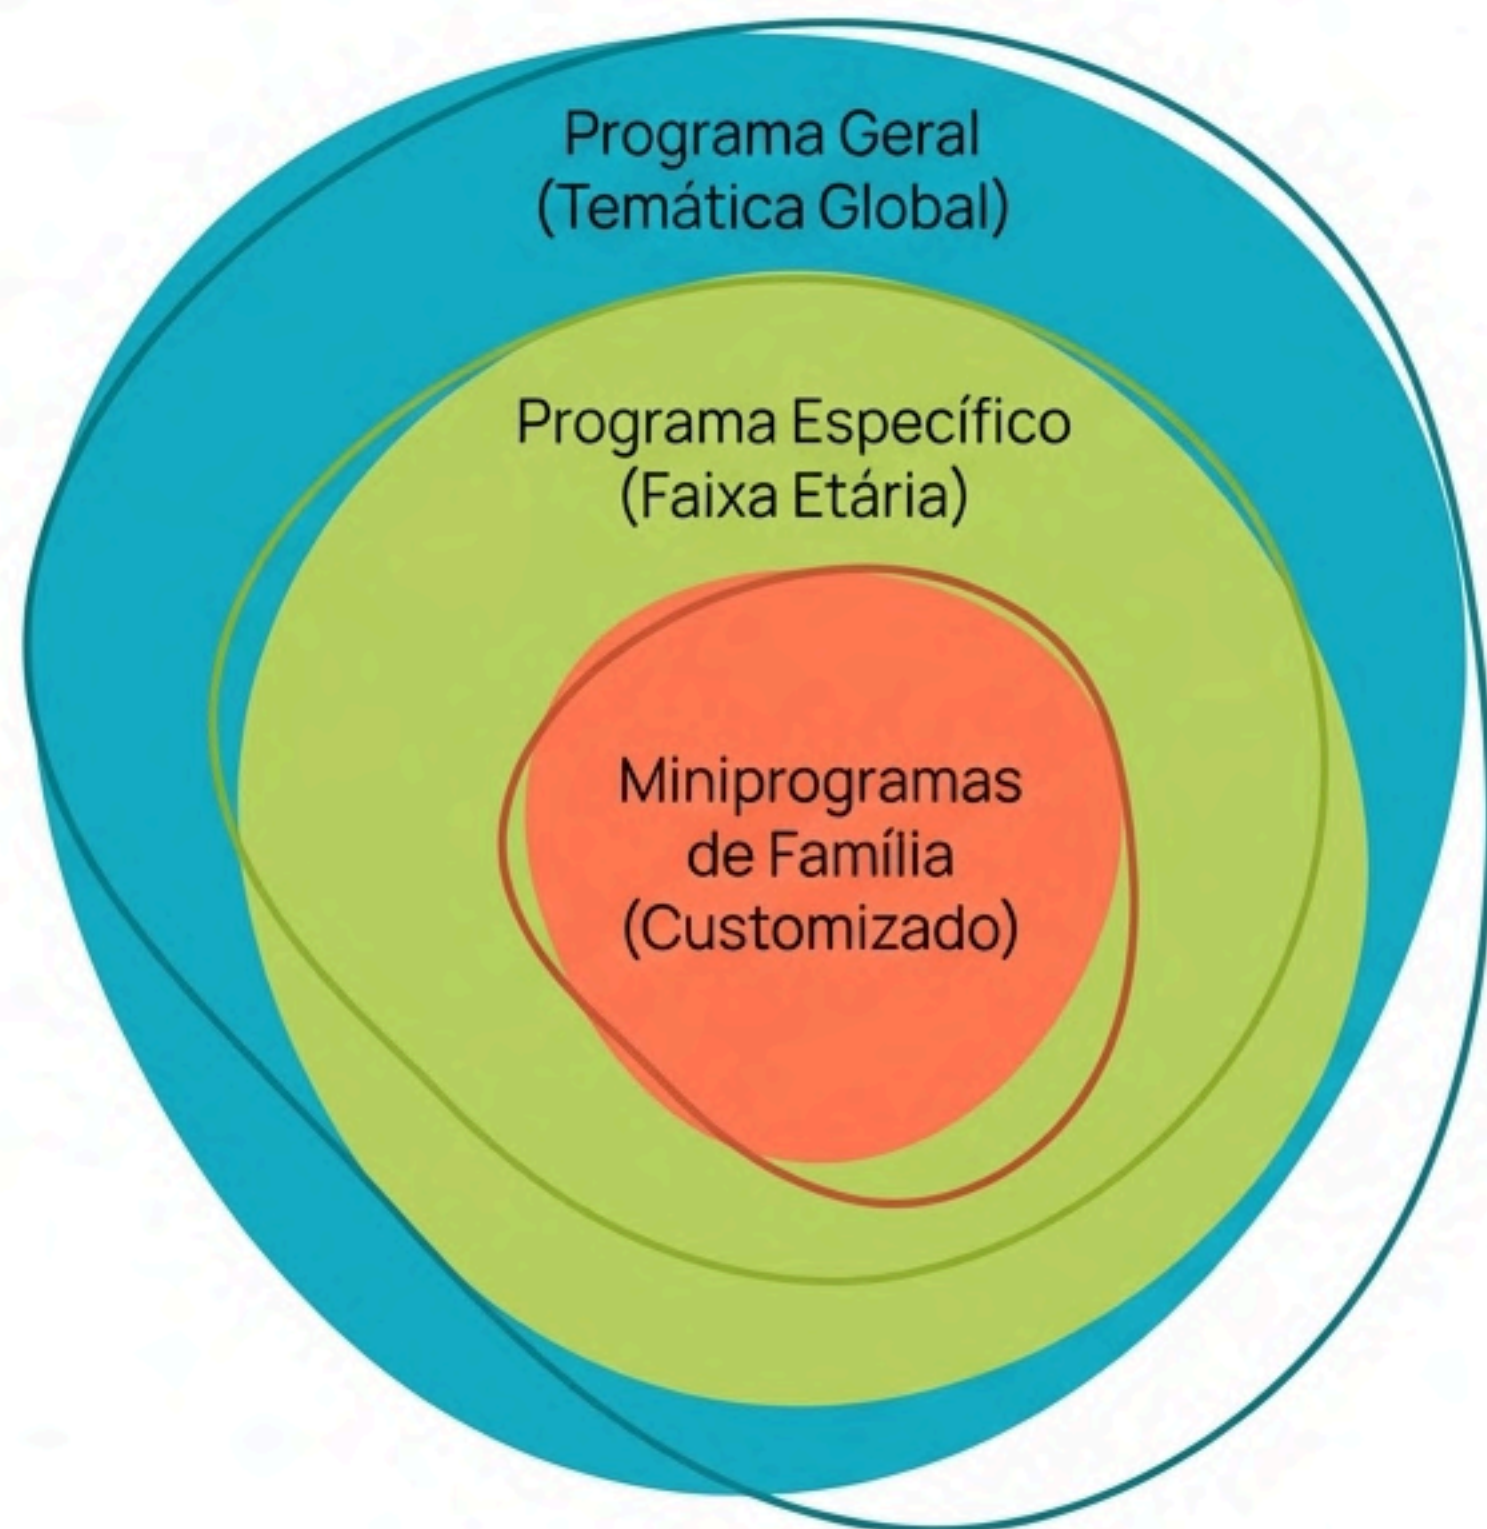 Programa Geral
(Temática Global)
Programa Específico
(Faixa Etária)
Miniprogramas
de Família
(Customizado)